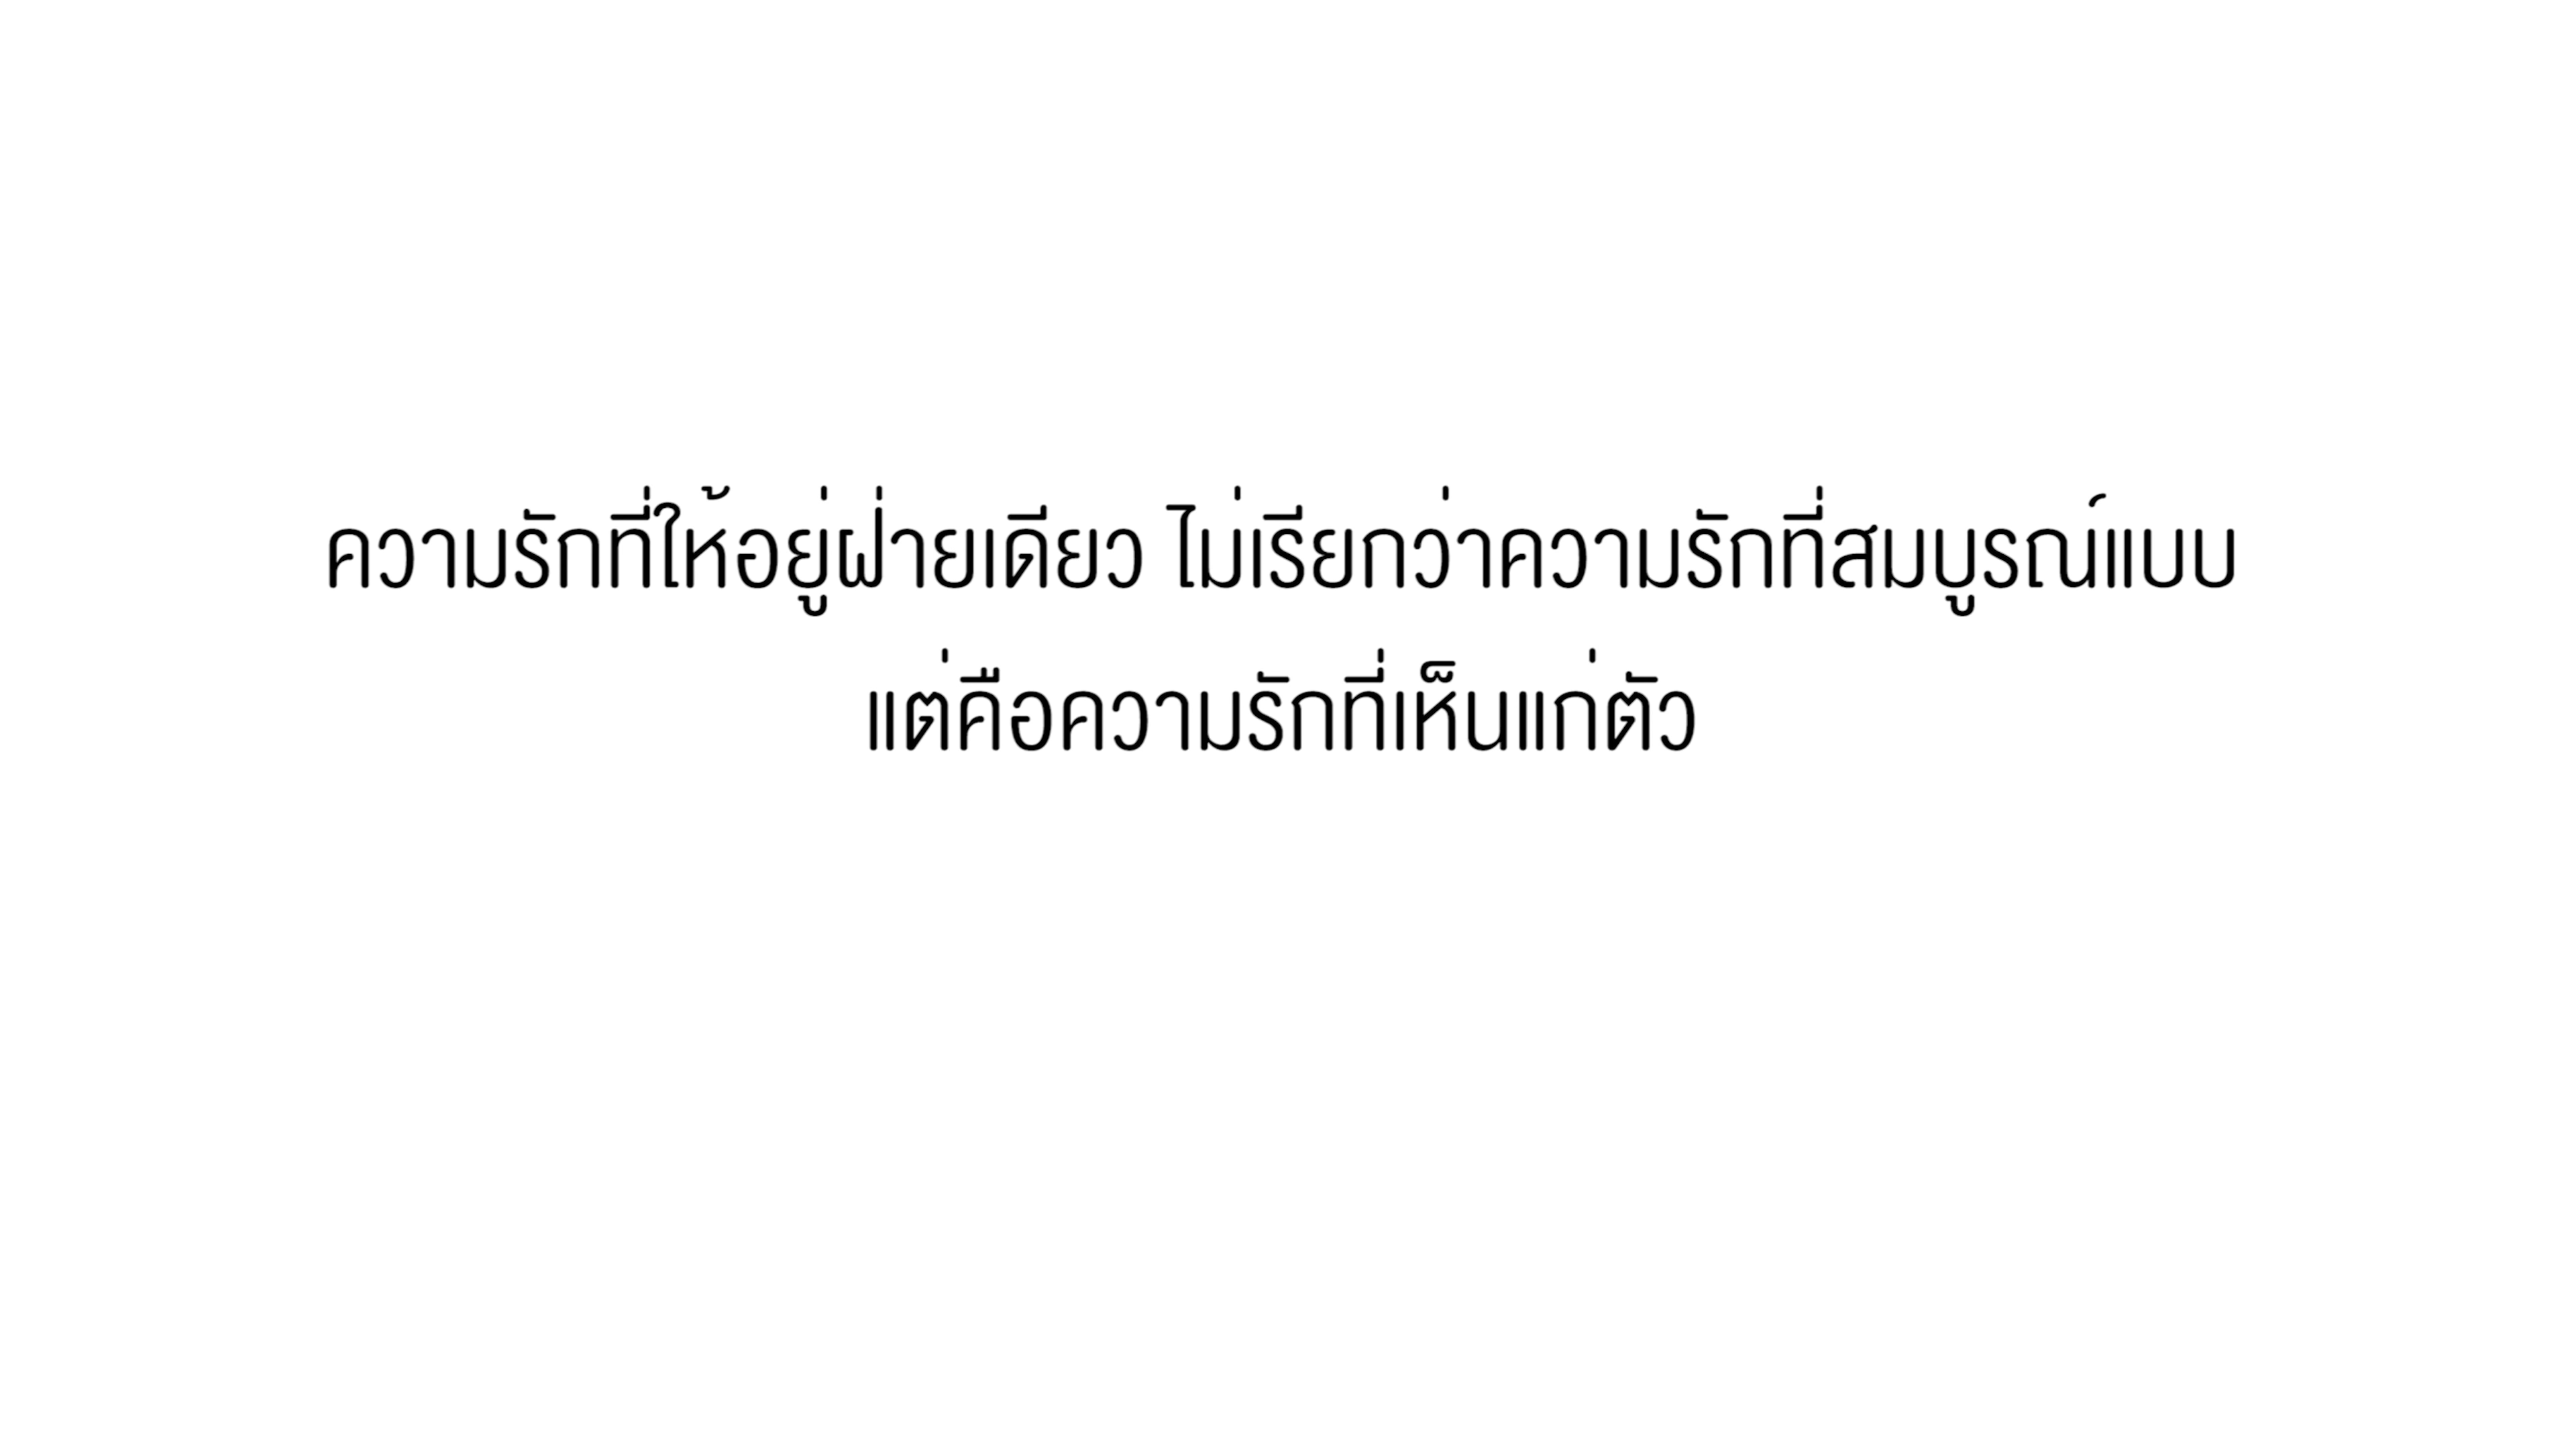 ความรักที่ให้อยู่ฝ่ายเดียว ไม่เรียกว่าความรักที่สมบูรณ์แบบ
แต่คือความรักที่เห็นแก่ตัว